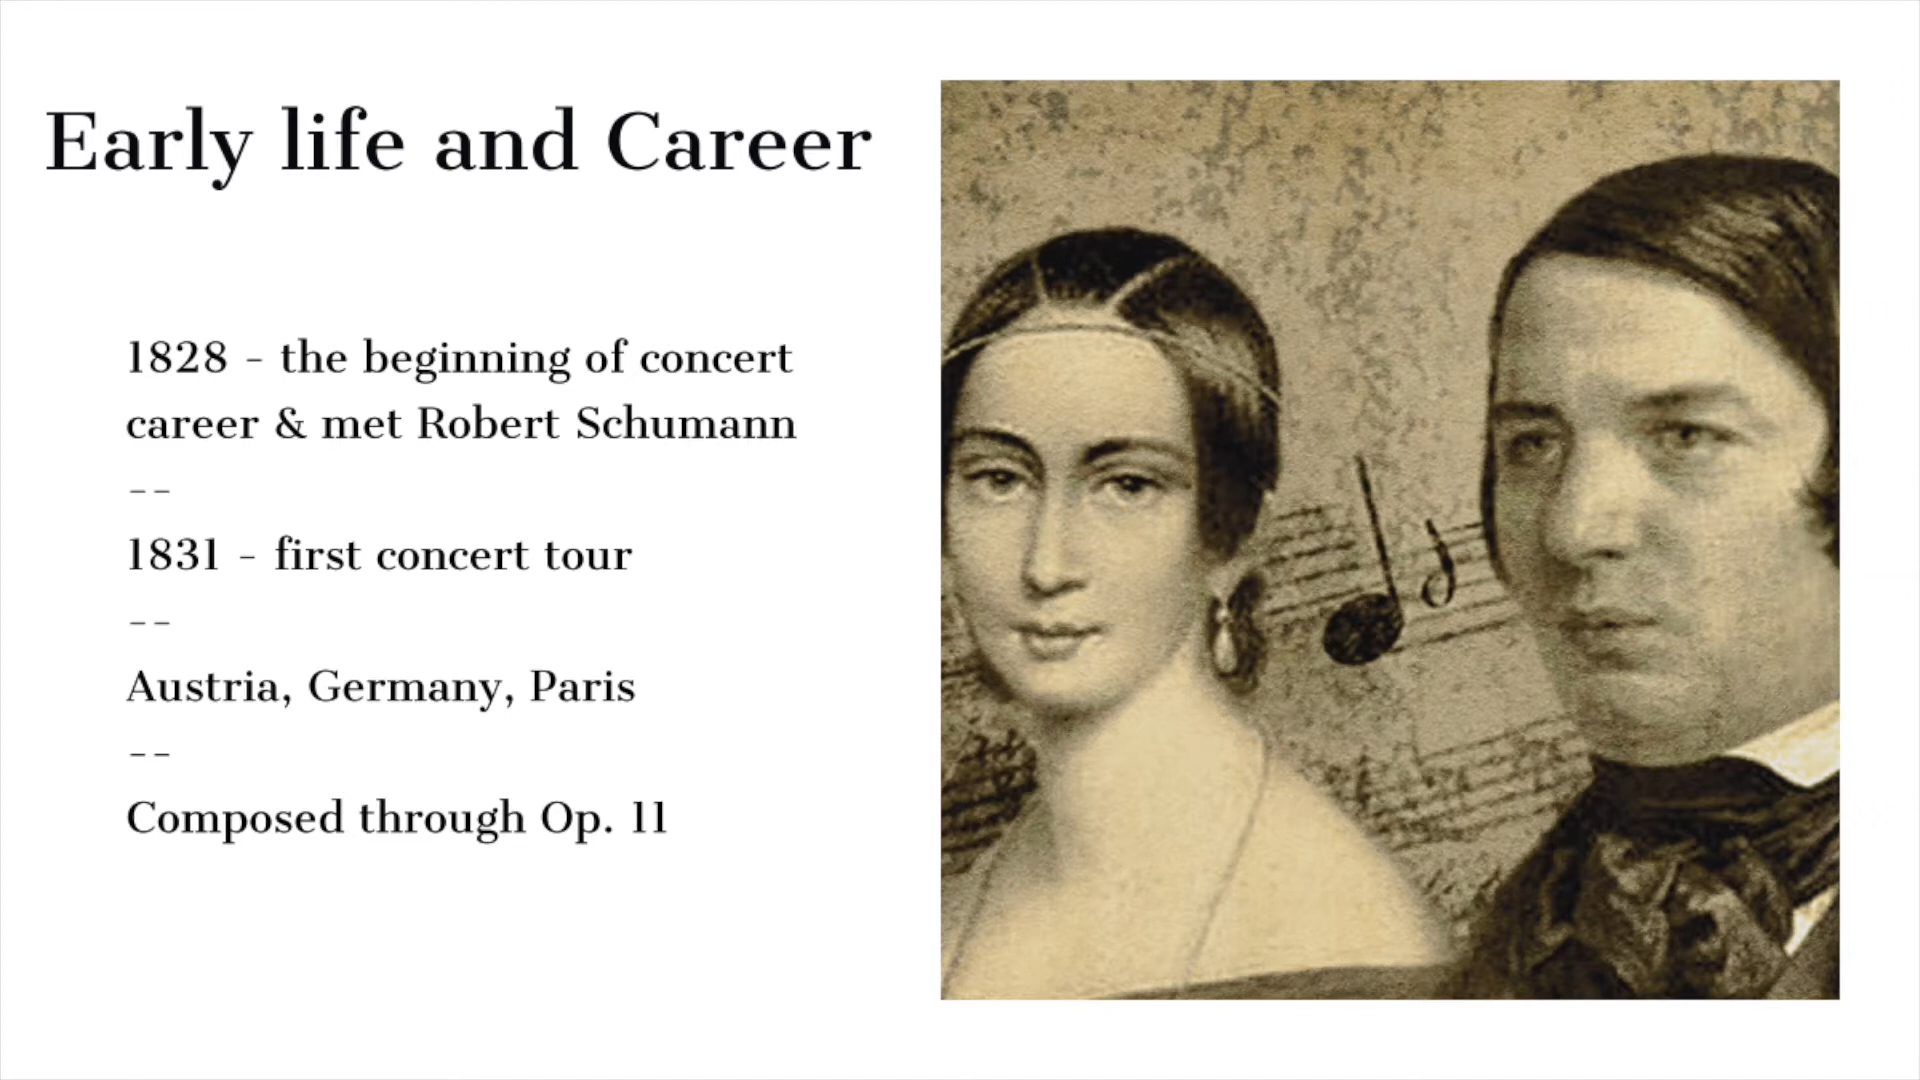 Early life and Career
1828 - the beginning of concert
career & met Robert Schumann
--
1831 - first concert tour
--
Austria, Germany, Paris
--
Composed through Op. 11